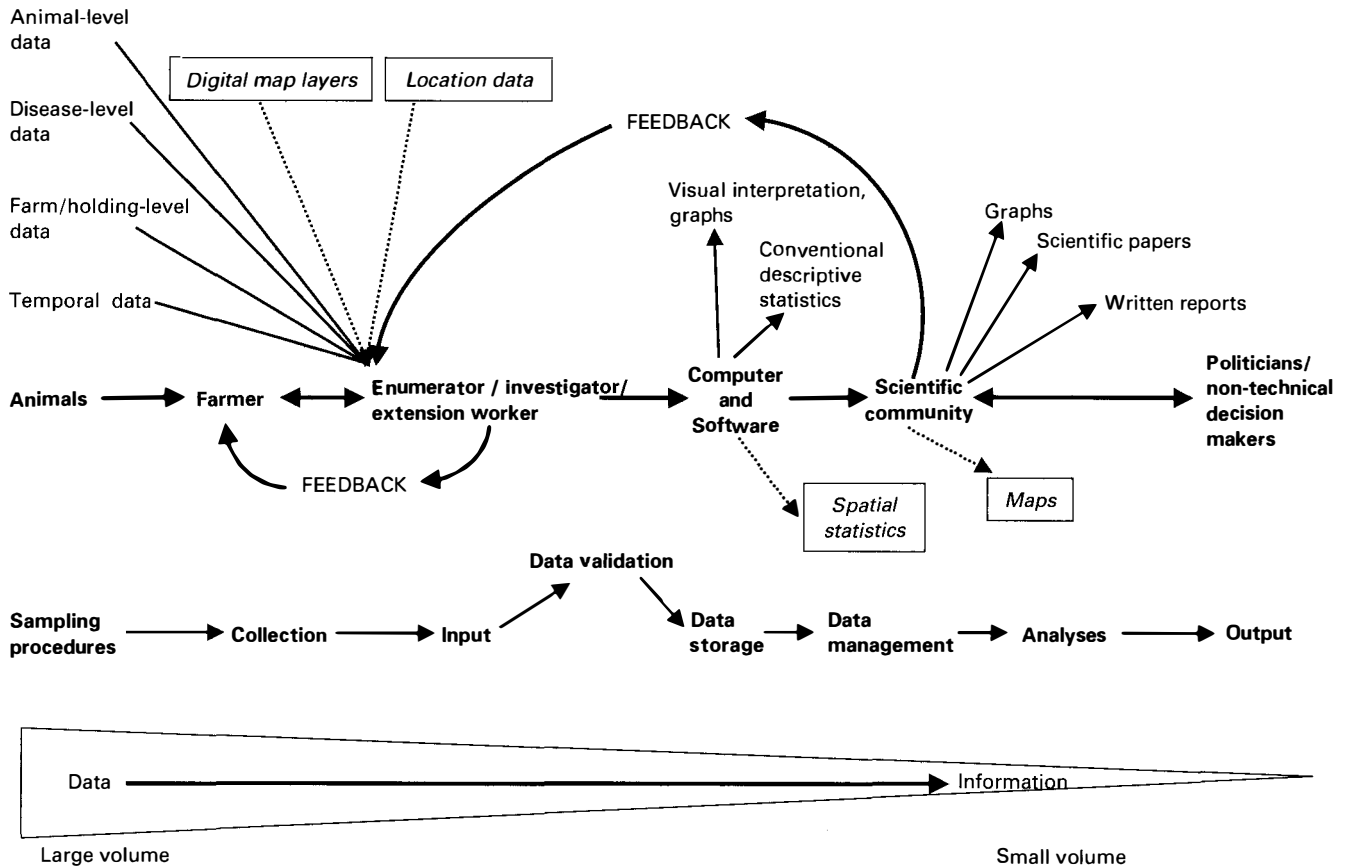 Animal-level
data
Digital map layers
Location data
Disease-level
data
FEEDBACK
Farm/holding-level
data
Visual interpretation,
graphs
Graphs
Scientific papers
Conventional
descriptive
statistics
Temporal data
Written reports
Animals
Farmer
Enumerator / investigator/
extension worker
Computer
and
Software
Scientific
community
Politicians/
non-technical
decision
makers
FEEDBACK
Spatial
statistics
Maps
Data validation
Sampling
procedures
Collection
Input
Data
storage
Data
management
Analyses
Output
Data
Information
Large volume
Small volume